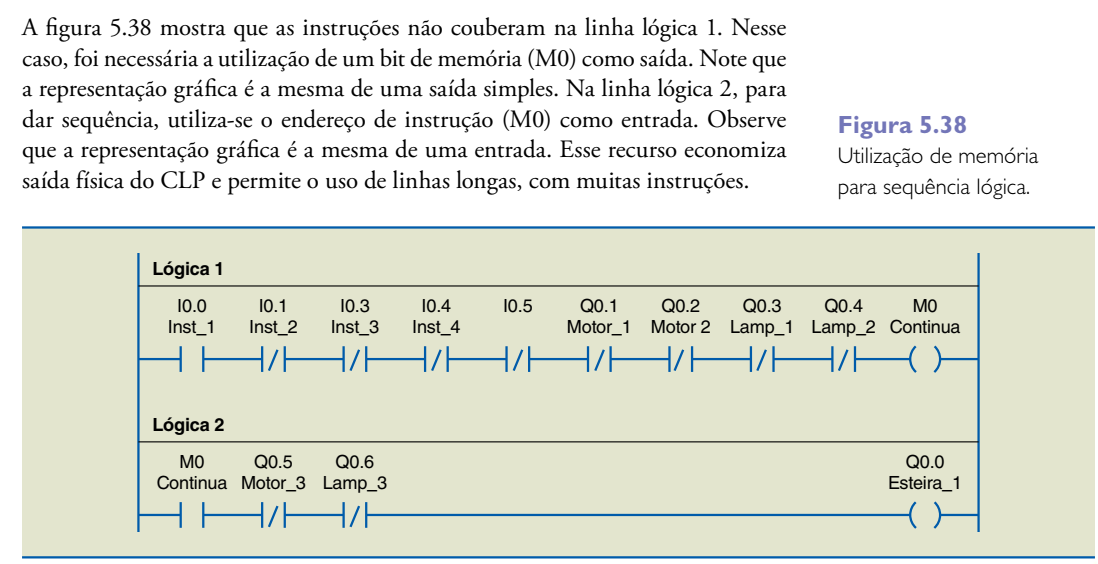 A figura 5.38 mostra que as instruções não couberam na linha lógica 1. Nesse
caso, foi necessária a utilização de um bit de memória (M0) como saída. Note que
a representação gráfica é a mesma de uma saída simples. Na linha lógica 2, para
dar sequência, utiliza-se o endereço de instrução (M0) como entrada. Observe
que a representação gráfica é a mesma de uma entrada. Esse recurso economiza
saída física do CLP e permite o uso de linhas longas, com muitas instruções.
Figura 5.38
Utilização de memória
para sequência lógica.
Lógica 1
I0.0 I0.1 I0.3 I0.4 I0.5 Q0.1 Q0.2 Q0.3 Q0.4 M0
Inst_1 Inst_2 Inst_3 Inst_4 Motor_1 Motor 2 Lamp_1 Lamp_2 Continua
Lógica 2
M0 Q0.5 Q0.6 Q0.0
Continua Motor_3 Lamp_3 Esteira_1